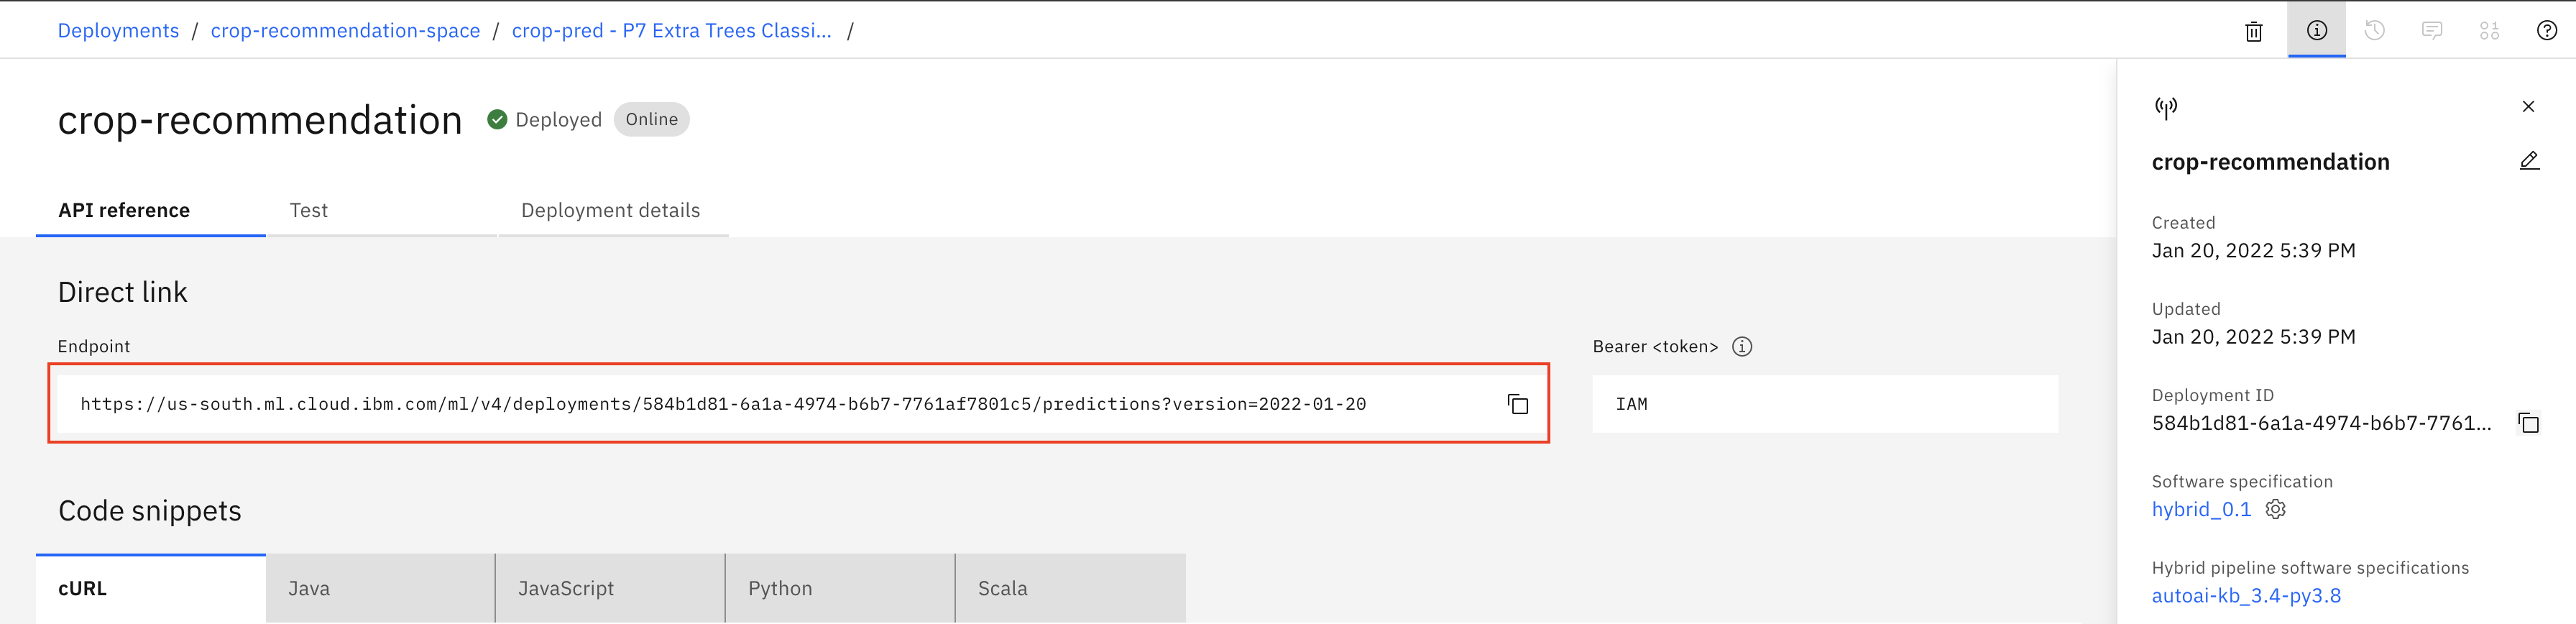 Deployments / crop-recommendation-space / crop-pred - P7 Extra Trees Classi... /
crop-recommendation Deployed Online
API reference Test Deployment details
Direct link
Endpoint Bearer <token>
https://us-south.ml.cloud.ibm.com/ml/v4/deployments/584b1d81-6a1a-4974-b6b7-7761af7801c5/predictions?version=2022-01-20 IAM
Code snippets
cURL Java JavaScript Python Scala
crop-recommendation
Created
Jan 20, 2022 5:39 PM
Updated
Jan 20, 2022 5:39 PM
Deployment ID
584b1d81-6a1a-4974-b6b7-7761...
Software specification
hybrid_0.1
Hybrid pipeline software specifications
autoai-kb_3.4-py3.8